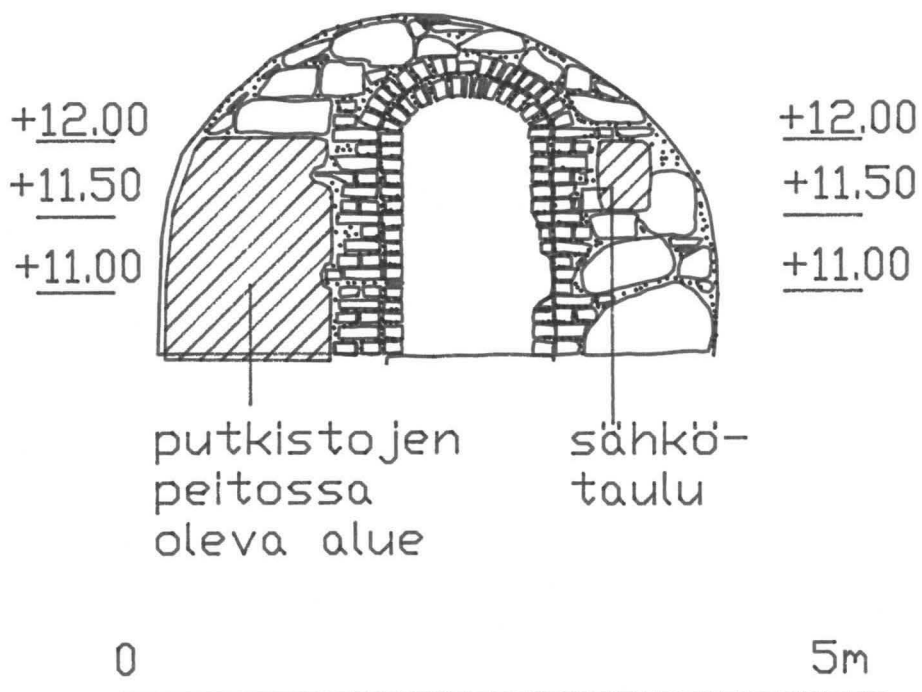 +12.00 +12.00
+11.50 +11.50
+11.00 +11.00
putkistojen
peitossa
oleva alue
sähkö-
taulu
0 5m